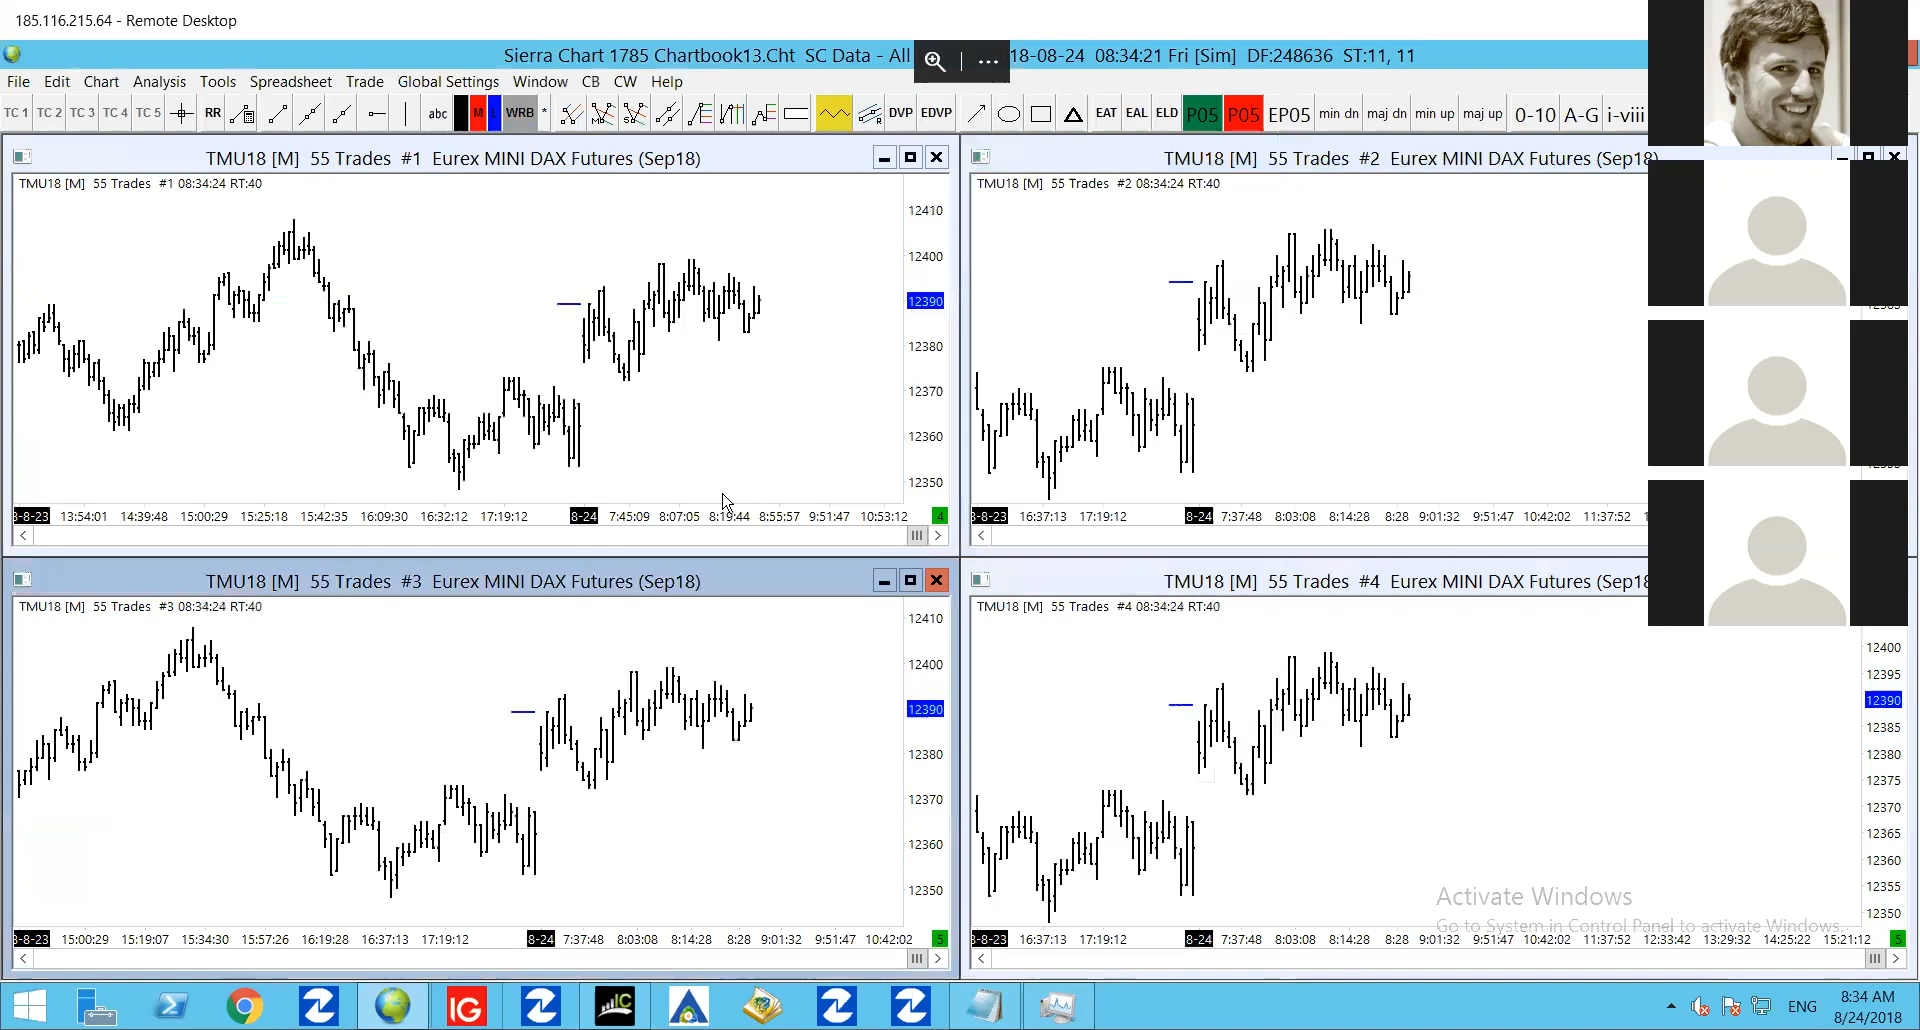 185.116.215.64 - Remote Desktop
Sierra Chart 1785 Chartbook13.Cht SC Data - All
18-08-24 08:34:21 Fri [Sim] DF:248636 ST:11, 11
File Edit Chart Analysis Tools Spreadsheet Trade Global Settings Window CB CW Help
TC 1 TC 2 TC 3 TC 4 TC 5 RR abc M L WRB * DVP EDVP EAT EAL ELD P05 P05 EP05 min dn maj dn min up maj up 0-10 A-G i-viii
TMU18 [M] 55 Trades #1 Eurex MINI DAX Futures (Sep18)
TMU18 [M] 55 Trades #1 08:34:24 RT:40
12410
12400
12390
12380
12370
12360
12350
3-8-23 13:54:01 14:39:48 15:00:29 15:25:18 15:42:35 16:09:30 16:32:12 17:19:12 8-24 7:45:09 8:07:05 8:19:44 8:55:57 9:51:47 10:53:12 4
TMU18 [M] 55 Trades #2 Eurex MINI DAX Futures (Sep18)
TMU18 [M] 55 Trades #2 08:34:24 RT:40
3-8-23 16:37:13 17:19:12 8-24 7:37:48 8:03:08 8:14:28 8:28 9:01:32 9:51:47 10:42:02 11:37:52
TMU18 [M] 55 Trades #3 Eurex MINI DAX Futures (Sep18)
TMU18 [M] 55 Trades #3 08:34:24 RT:40
12410
12400
12390
12380
12370
12360
12350
3-8-23 15:00:29 15:19:07 15:34:30 15:57:26 16:19:28 16:37:13 17:19:12 8-24 7:37:48 8:03:08 8:14:28 8:28 9:01:32 9:51:47 10:42:02 5
TMU18 [M] 55 Trades #4 Eurex MINI DAX Futures (Sep18
TMU18 [M] 55 Trades #4 08:34:24 RT:40
12400
12395
12390
12385
12380
12375
12370
12365
12360
12355
12350
Activate Windows
Go to System in Control Panel to activate Windows.
3-8-23 16:37:13 17:19:12 8-24 7:37:48 8:03:08 8:14:28 8:28 9:01:32 9:51:47 10:42:02 11:37:52 12:33:42 13:29:32 14:25:22 15:21:12 5
IG IC
ENG
8:34 AM
8/24/2018